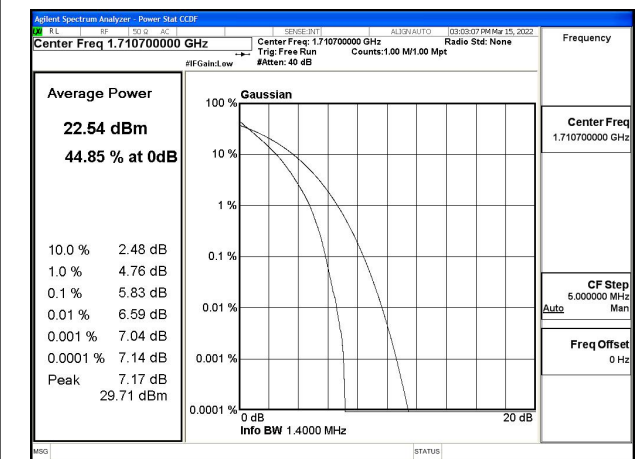 Agilent Spectrum Analyzer - Power Stat CCDF
RL RF 50 Ω AC SENSE:INT ALIGNAUTO 03:03:07 PM Mar 15, 2022
Center Freq 1.710700000 GHz
Center Freq: 1.710700000 GHz Radio Std: None
Trig: Free Run Counts:1.00 M/1.00 Mpt
#IFGain:Low #Atten: 40 dB
Frequency
Average Power
22.54 dBm
44.85 % at 0dB
10.0 % 2.48 dB
1.0 % 4.76 dB
0.1 % 5.83 dB
0.01 % 6.59 dB
0.001 % 7.04 dB
0.0001 % 7.14 dB
Peak 7.17 dB
29.71 dBm
Gaussian
100 %
10 %
1 %
0.1 %
0.01 %
0.001 %
0.0001 %
0 dB 20 dB
Info BW 1.4000 MHz
Center Freq
1.710700000 GHz
CF Step
5.000000 MHz
Auto Man
Freq Offset
0 Hz
MSG STATUS